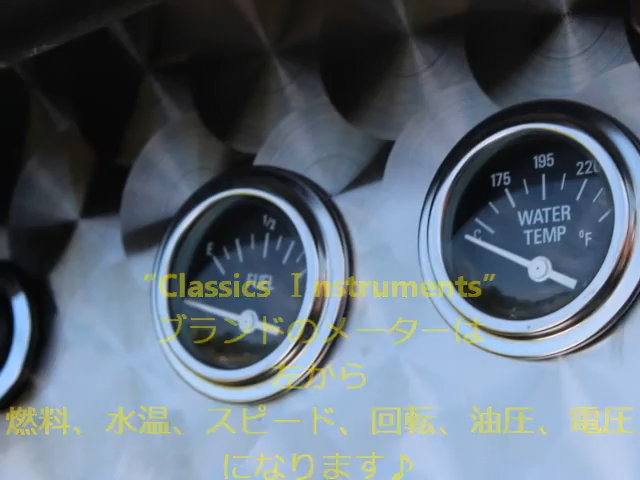 175 195 220
WATER
TEMP °F
C
1/2
E
FUEL
“Classics Ｉnstruments”
ブランドのメーターは
左から
燃料、水温、スピード、回転、油圧、電圧
になります♪